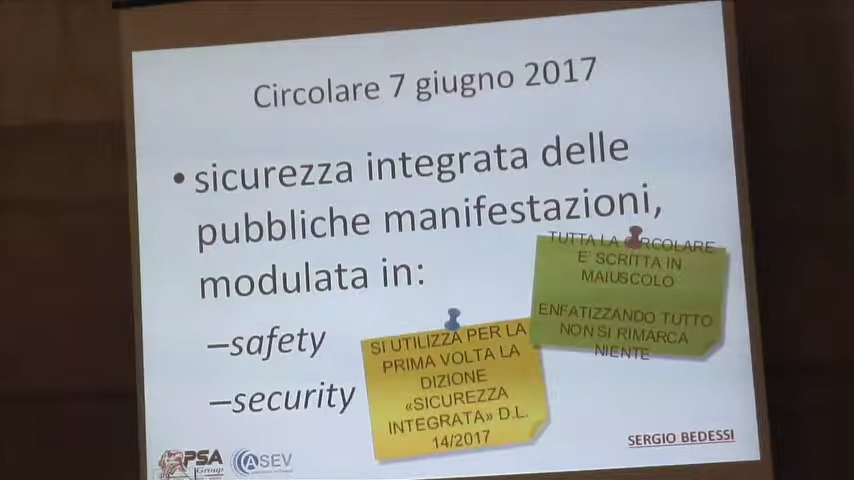 Circolare 7 giugno 2017
• sicurezza integrata delle
pubbliche manifestazioni,
modulata in:
–safety
–security
SI UTILIZZA PER LA
PRIMA VOLTA LA
DIZIONE
«SICUREZZA
INTEGRATA» D.L.
14/2017
TUTTA LA CIRCOLARE
E' SCRITTA IN
MAIUSCOLO
ENFATIZZANDO TUTTO
NON SI RIMARCA
NIENTE
SERGIO BEDESSI
PSA
Group
ASEV